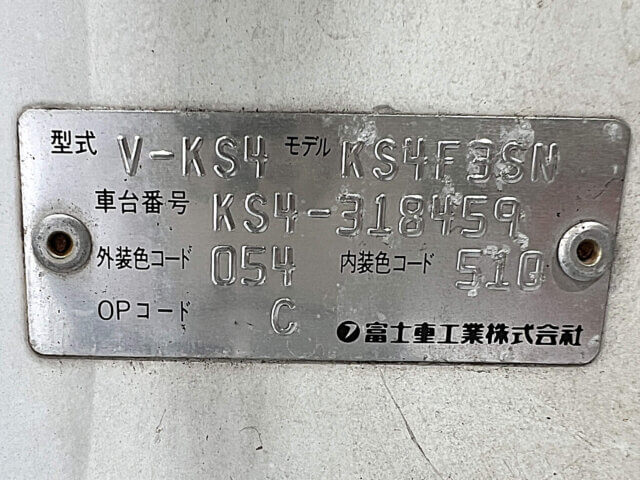 型式 V-KS4 モデル KS4F3SN
車台番号 KS4-318459
外装色コード 054 内装色コード 510
OPコード C
富士重工業株式会社